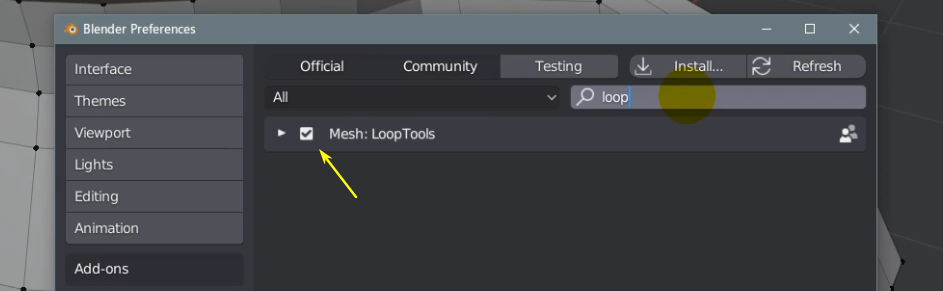 Blender Preferences
Interface
Themes
Viewport
Lights
Editing
Animation
Add-ons
Official Community Testing Install... Refresh
All loop
Mesh: LoopTools